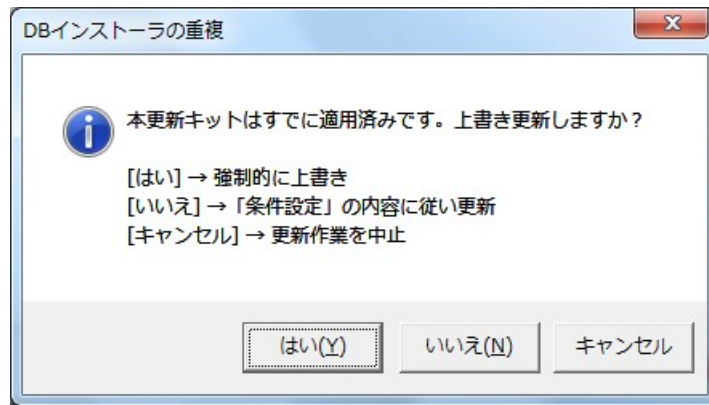 DBインストーラの重複
本更新キットはすでに適用済みです。上書き更新しますか？
[はい] → 強制的に上書き
[いいえ] → 「条件設定」の内容に従い更新
[キャンセル] → 更新作業を中止
はい(Y)
いいえ(N)
キャンセル